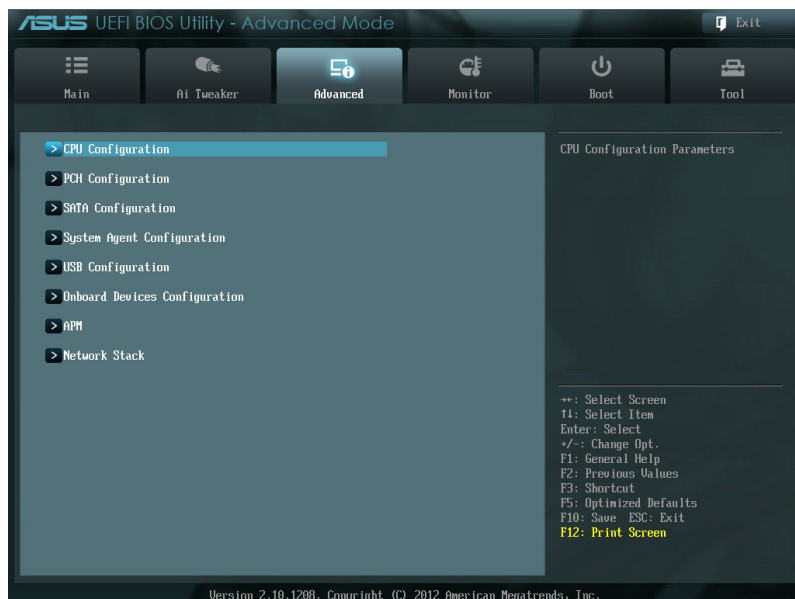 ASUS UEFI BIOS Utility - Advanced Mode
Exit
Main
Ai Tweaker
Advanced
Monitor
Boot
Tool
> CPU Configuration
> PCH Configuration
> SATA Configuration
> System Agent Configuration
> USB Configuration
> Onboard Devices Configuration
> APM
> Network Stack
CPU Configuration Parameters
→←: Select Screen
↑↓: Select Item
Enter: Select
+/-: Change Opt.
F1: General Help
F2: Previous Values
F3: Shortcut
F5: Optimized Defaults
F10: Save ESC: Exit
F12: Print Screen
Version 2.10.1208. Copyright (C) 2012 American Megatrends, Inc.